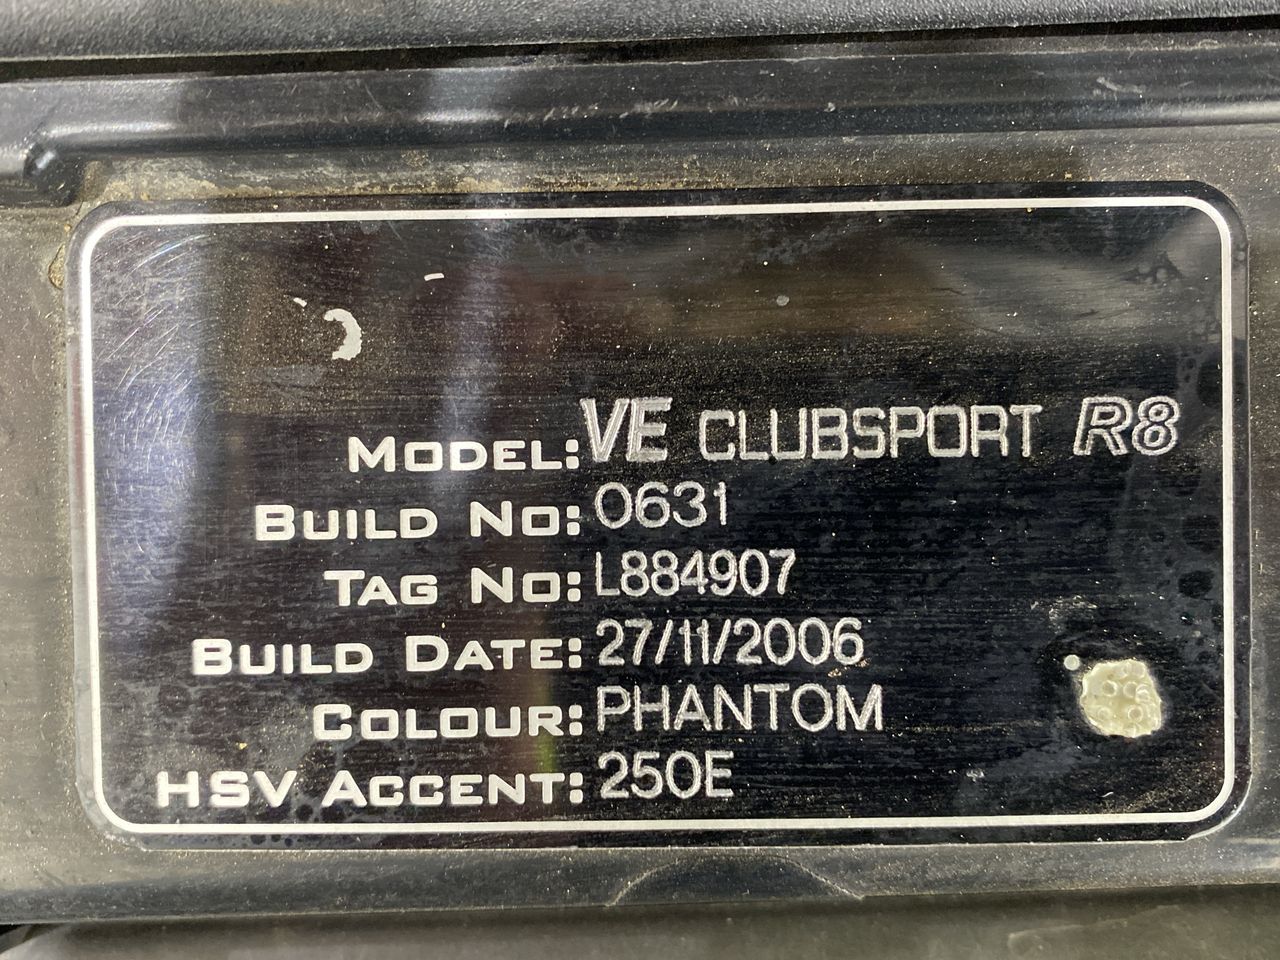 MODEL: VE CLUBSPORT R8
BUILD NO: 0631
TAG NO: L884907
BUILD DATE: 27/11/2006
COLOUR: PHANTOM
HSV ACCENT: 250E